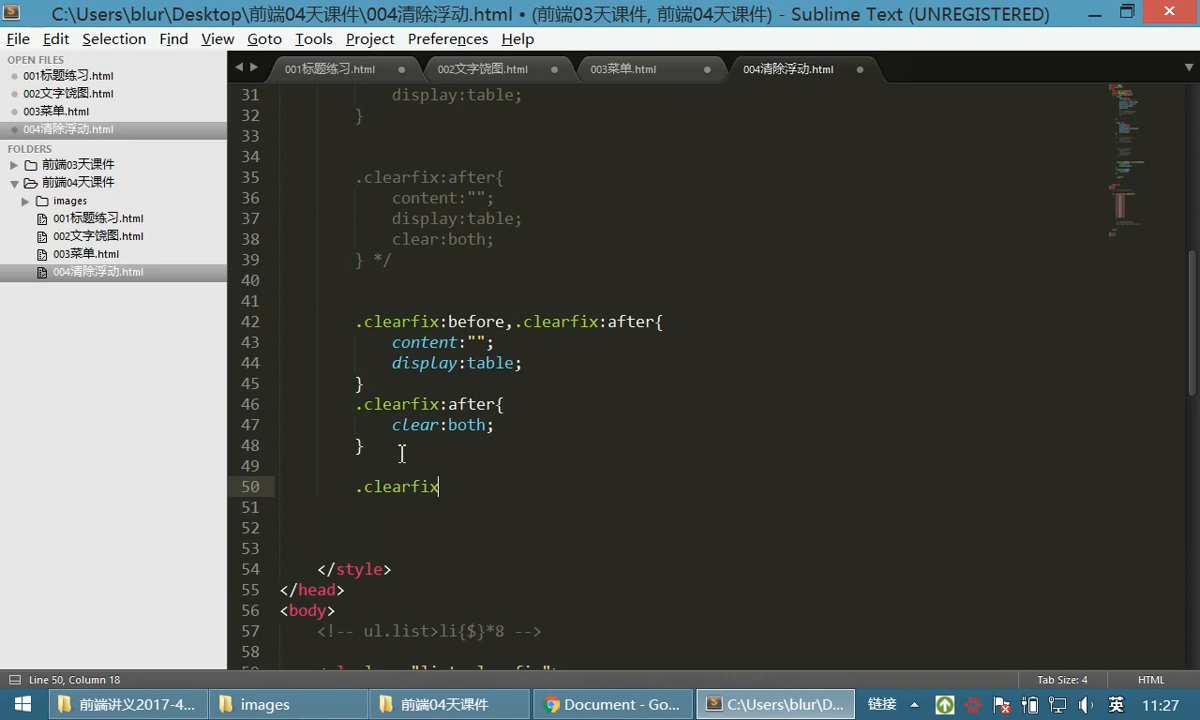 C:\Users\blur\Desktop\前端04天课件\004清除浮动.html • (前端03天课件, 前端04天课件) - Sublime Text (UNREGISTERED)
File Edit Selection Find View Goto Tools Project Preferences Help
OPEN FILES
001标题练习.html
002文字饶图.html
003菜单.html
004清除浮动.html
FOLDERS
前端03天课件
前端04天课件
images
001标题练习.html
002文字饶图.html
003菜单.html
004清除浮动.html
001标题练习.html 002文字饶图.html 003菜单.html 004清除浮动.html
31 display:table;
32 }
33
34
35 .clearfix:after{
36 content:"";
37 display:table;
38 clear:both;
39 } */
40
41
42 .clearfix:before,.clearfix:after{
43 content:"";
44 display:table;
45 }
46 .clearfix:after{
47 clear:both;
48 }
49
50 .clearfix
51
52
53
54 </style>
55 </head>
56 <body>
57 <!-- ul.list>li{$}*8 -->
58
Line 50, Column 18 Tab Size: 4 HTML
前端讲义2017-4... images 前端04天课件 Document - Go... C:\Users\blur\D... 链接 英 11:27